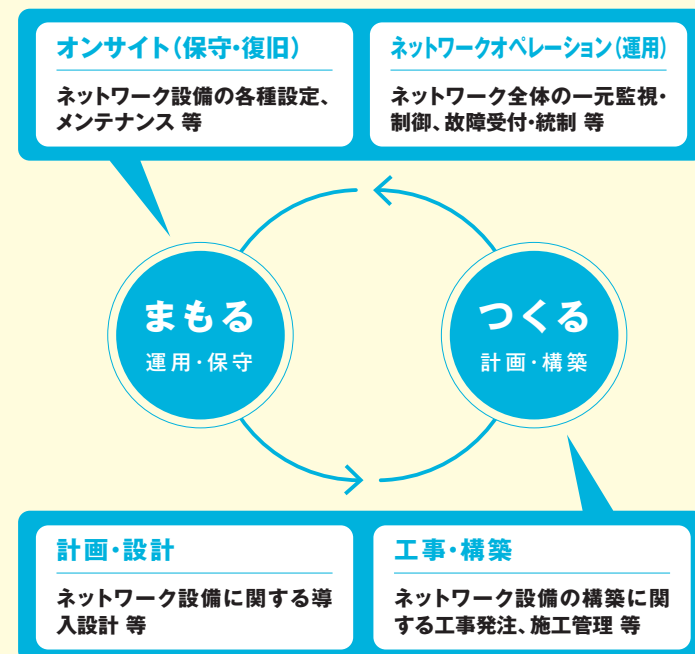 オンサイト(保守・復旧)
ネットワーク設備の各種設定、
メンテナンス 等
ネットワークオペレーション(運用)
ネットワーク全体の一元監視・
制御、故障受付・統制 等
まもる
運用・保守
つくる
計画・構築
計画・設計
ネットワーク設備に関する導
入設計 等
工事・構築
ネットワーク設備の構築に関
する工事発注、施工管理 等